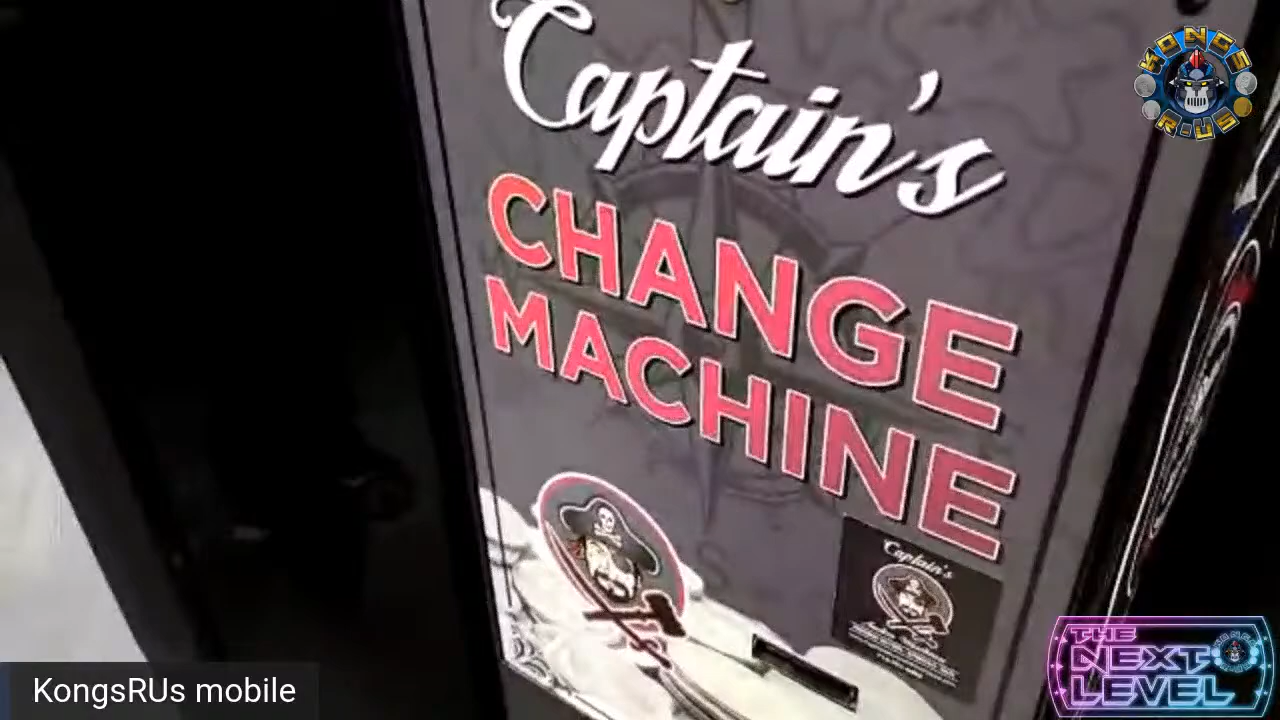 KONGS
R-US
Captain's
CHANGE
MACHINE
Captain's
THE
NEXT
LEVEL
KongsRUs mobile